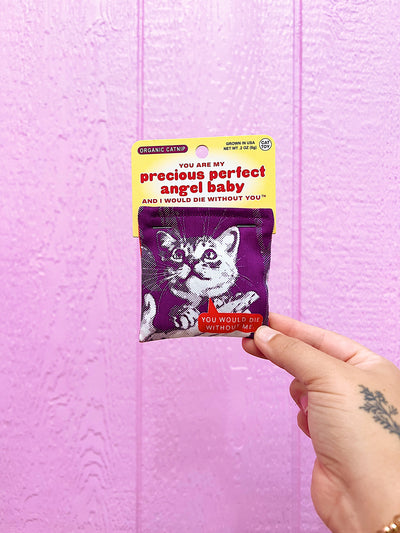 ORGANIC CATNIP
GROWN IN USA
NET WT .2 OZ (6g)
CAT
TOY
YOU ARE MY
precious perfect
angel baby
AND I WOULD DIE WITHOUT YOU™
YOU WOULD DIE
WITHOUT ME